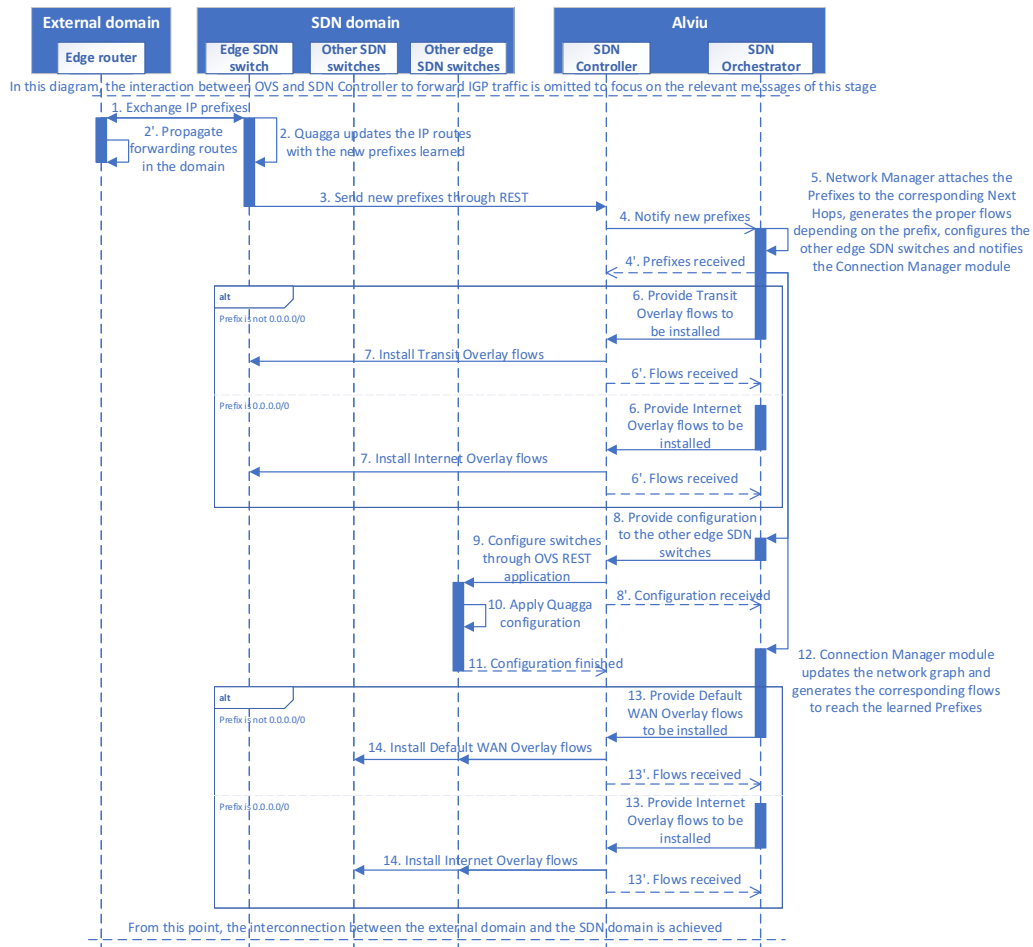 External domain
SDN domain
Alviu
Edge router
Edge SDN
switch
Other SDN
switches
Other edge
SDN switches
SDN
Controller
SDN
Orchestrator
In this diagram, the interaction between OVS and SDN Controller to forward IGP traffic is omitted to focus on the relevant messages of this stage
1. Exchange IP prefixes
2'. Propagate
forwarding routes
in the domain
2. Quagga updates the IP routes
with the new prefixes learned
3. Send new prefixes through REST
4. Notify new prefixes
5. Network Manager attaches the
Prefixes to the corresponding Next
Hops, generates the proper flows
depending on the prefix, configures the
other edge SDN switches and notifies
the Connection Manager module
4'. Prefixes received
alt
Prefix is not 0.0.0.0/0
6. Provide Transit
Overlay flows to
be installed
7. Install Transit Overlay flows
6'. Flows received
Prefix is 0.0.0.0/0
6. Provide Internet
Overlay flows to be
installed
7. Install Internet Overlay flows
6'. Flows received
8. Provide configuration
to the other edge SDN
switches
9. Configure switches
through OVS REST
application
8'. Configuration received
10. Apply Quagga
configuration
11. Configuration finished
12. Connection Manager module
updates the network graph and
generates the corresponding flows
to reach the learned Prefixes
alt
Prefix is not 0.0.0.0/0
13. Provide Default
WAN Overlay flows
to be installed
14. Install Default WAN Overlay flows
13'. Flows received
Prefix is 0.0.0.0/0
13. Provide Internet
Overlay flows to be
installed
14. Install Internet Overlay flows
13'. Flows received
From this point, the interconnection between the external domain and the SDN domain is achieved